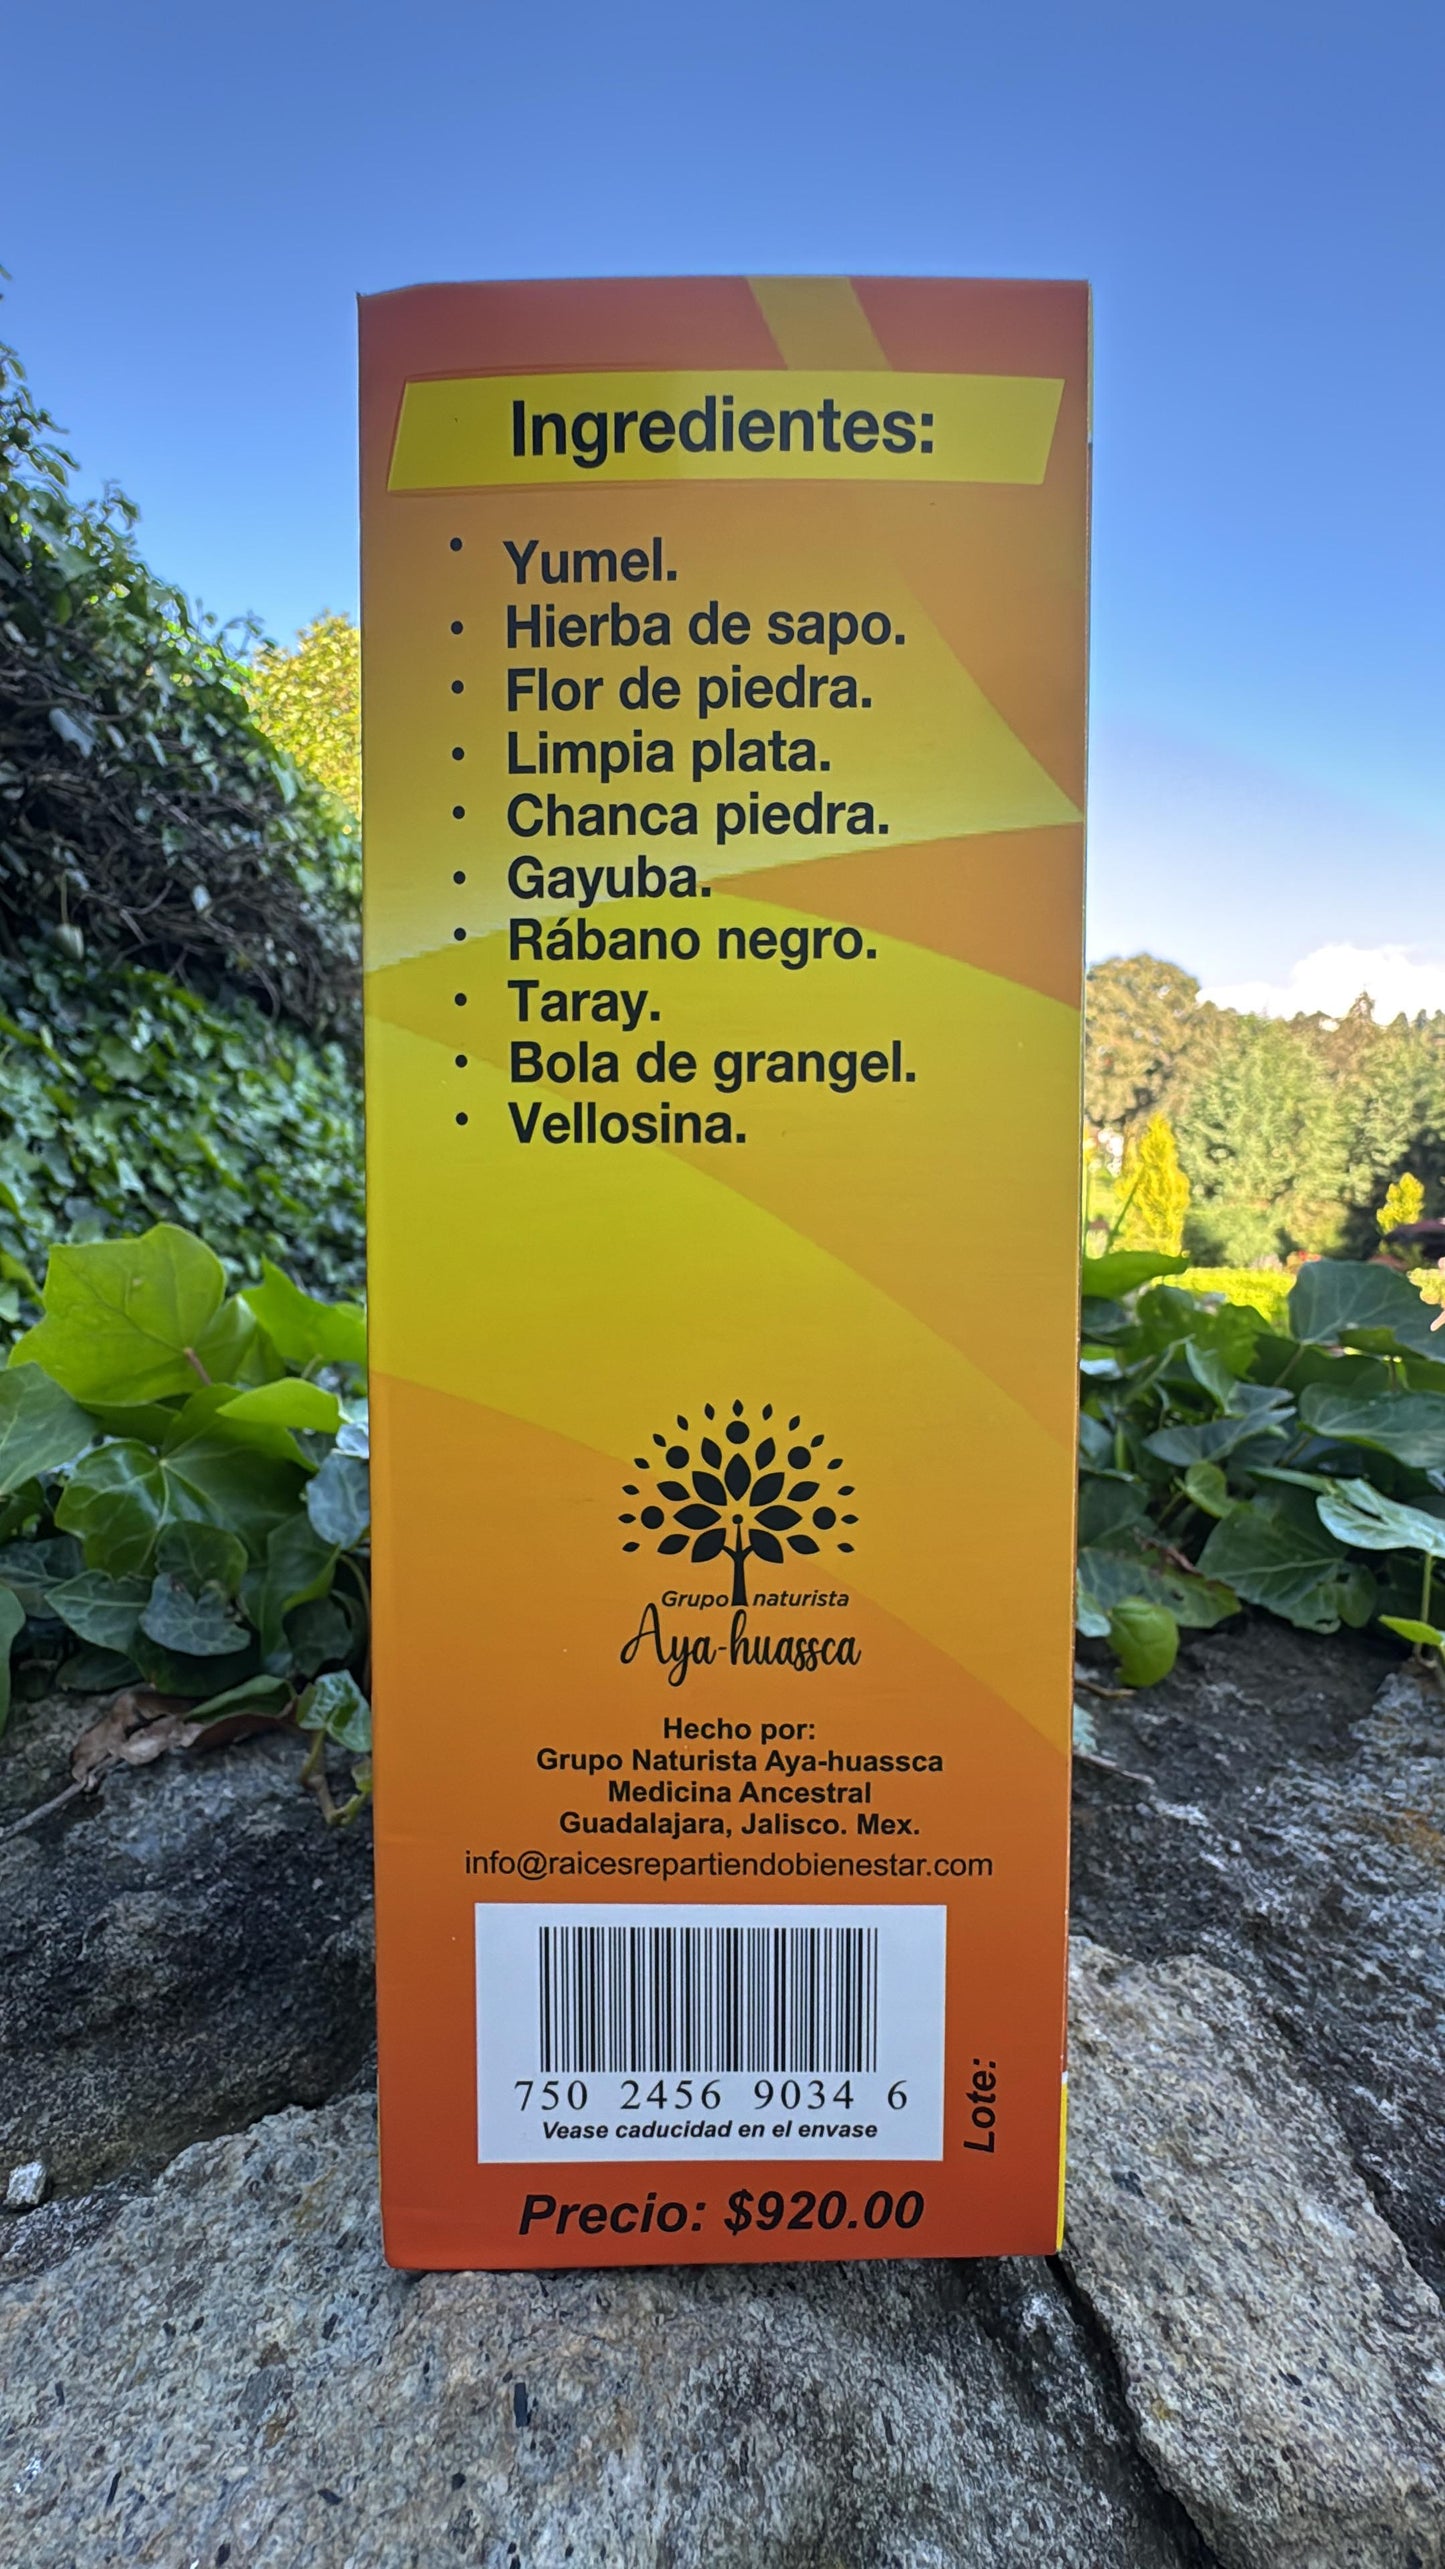 Ingredientes:
• Yumel.
• Hierba de sapo.
• Flor de piedra.
• Limpia plata.
• Chanca piedra.
• Gayuba.
• Rábano negro.
• Taray.
• Bola de grangel.
• Vellosina.
Grupo naturista
Aya-huassca
Hecho por:
Grupo Naturista Aya-huassca
Medicina Ancestral
Guadalajara, Jalisco. Mex.
info@raicesrepartiendobienestar.com
750 2456 9034 6
Vease caducidad en el envase
Lote:
Precio: $920.00